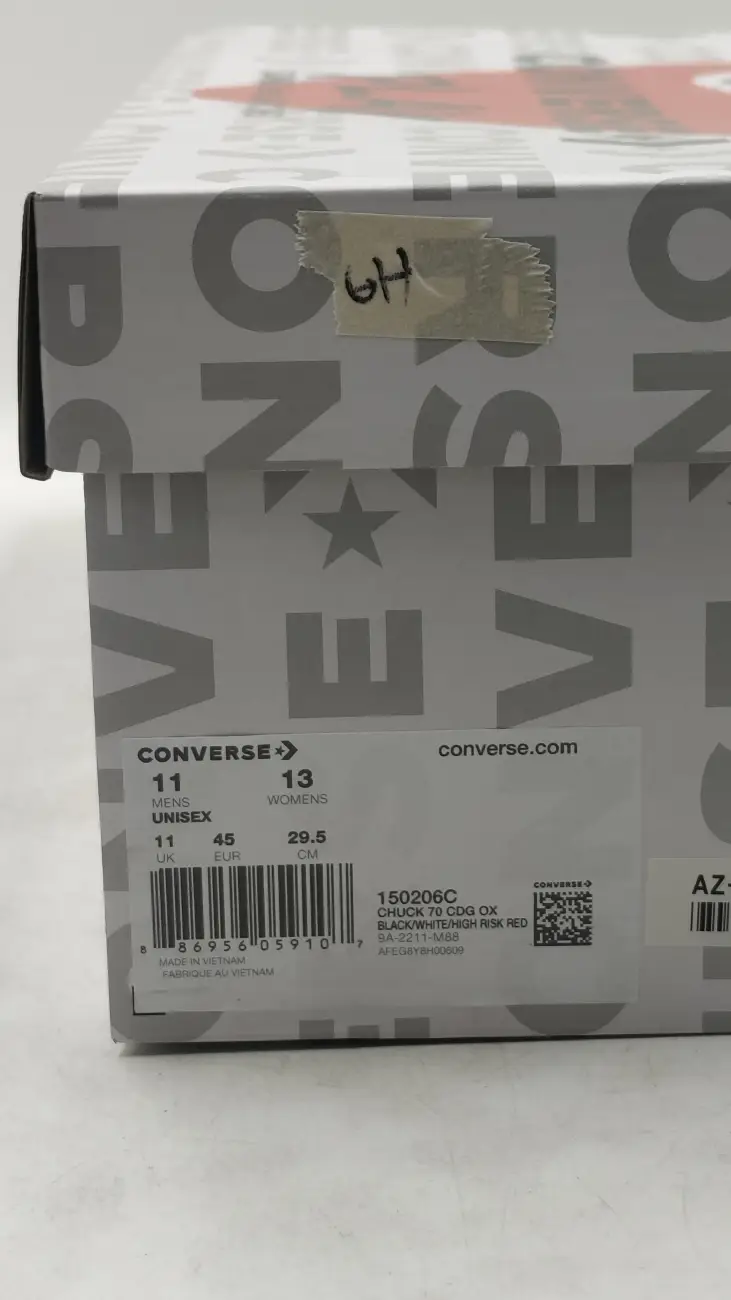 6H
CONVERSE converse.com
11 13
MENS WOMENS
UNISEX
11 45 29.5
UK EUR CM
CONVERSE
150206C
CHUCK 70 CDG OX
BLACK/WHITE/HIGH RISK RED
9A-2211-M88
AFEG8Y8H00609
8 86956 05910 7
MADE IN VIETNAM
FABRIQUE AU VIETNAM
AZ-